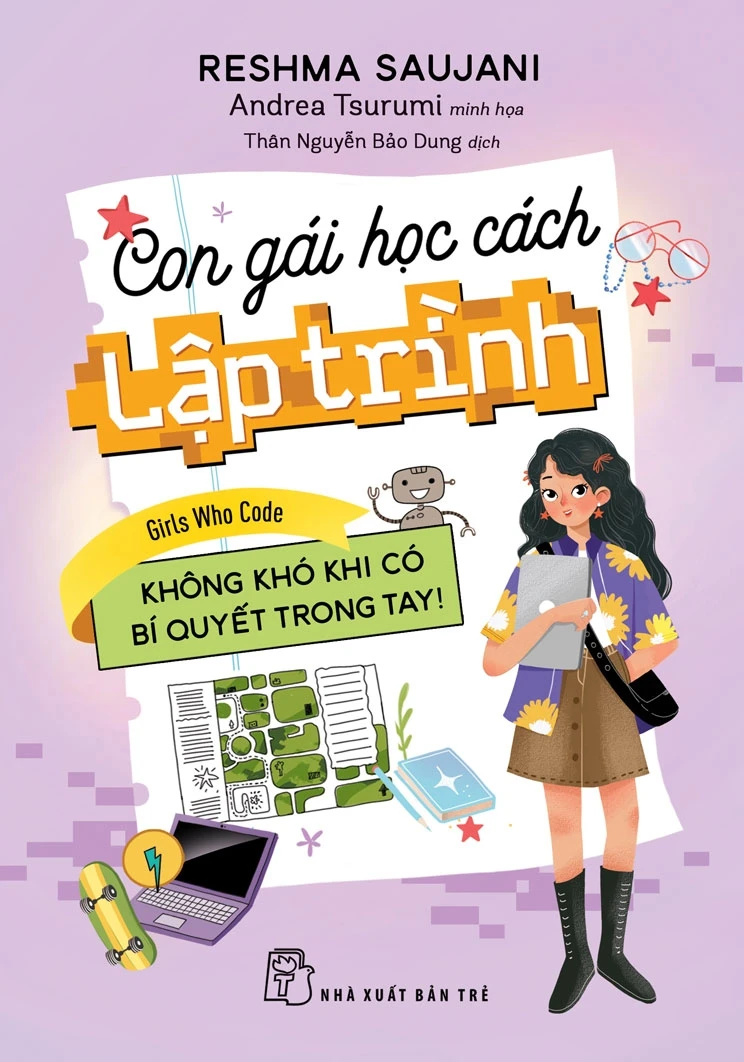 RESHMA SAUJANI
Andrea Tsurumi minh họa
Thân Nguyễn Bảo Dung dịch
Con gái học cách
Lập trình
Girls Who Code
KHÔNG KHÓ KHI CÓ
BÍ QUYẾT TRONG TAY!
T
NHÀ XUẤT BẢN TRẺ